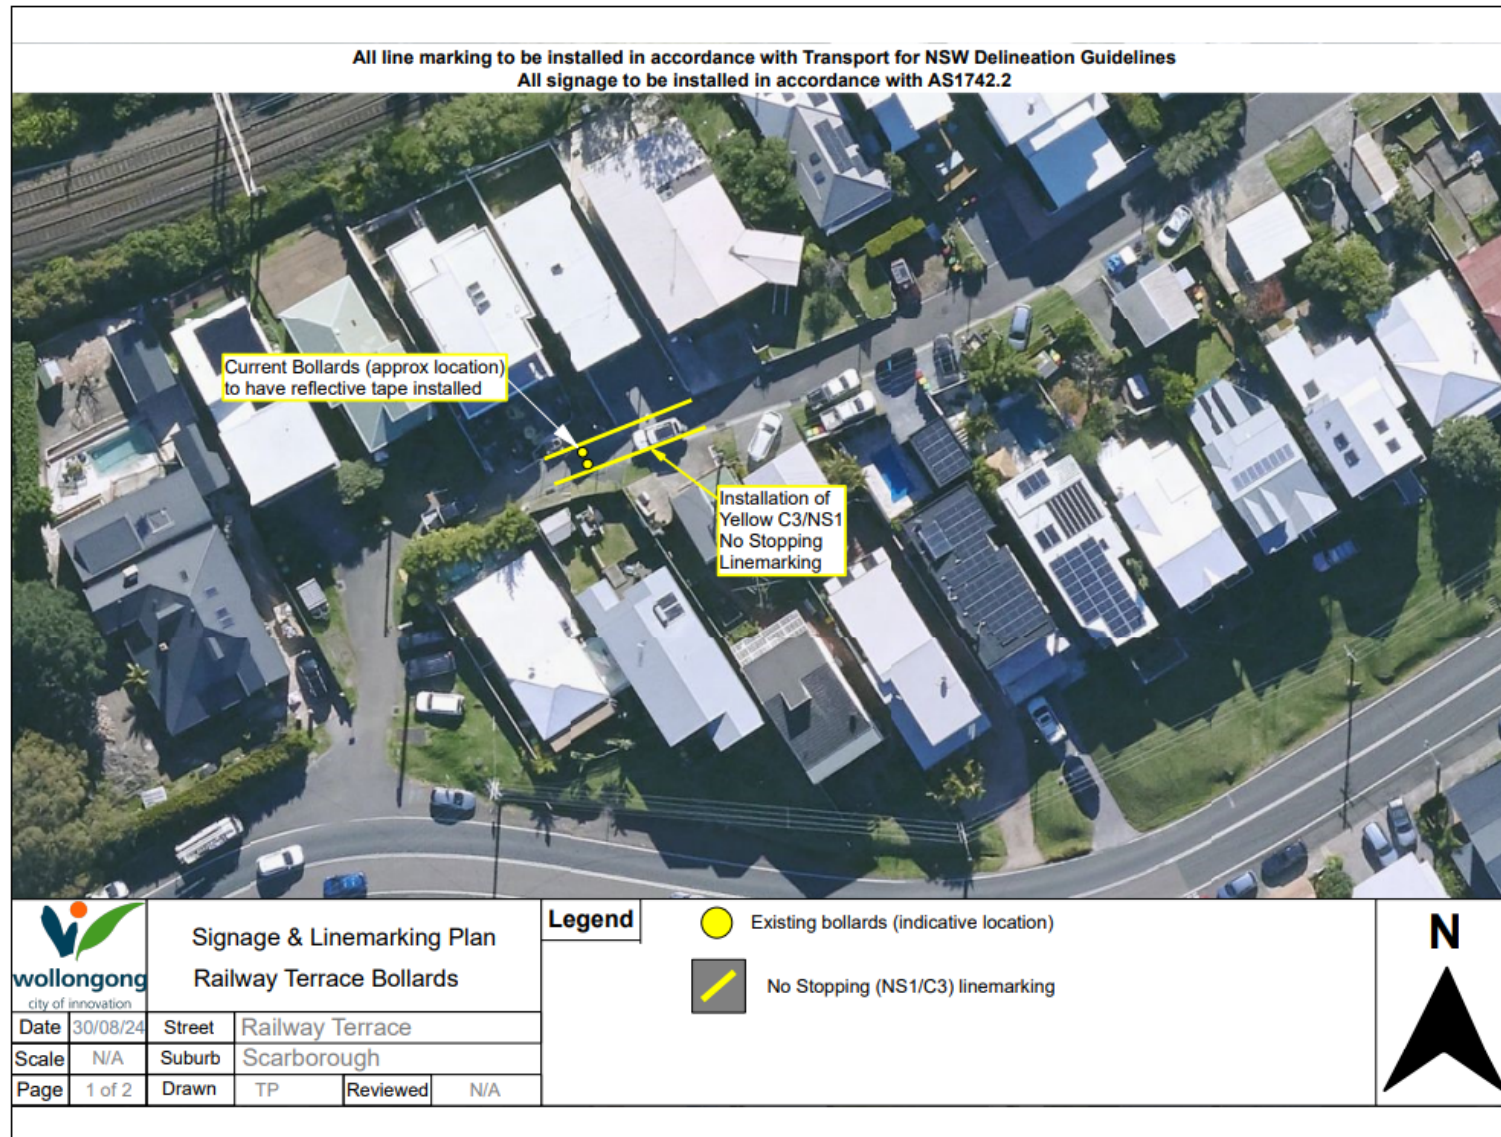 All line marking to be installed in accordance with Transport for NSW Delineation Guidelines
All signage to be installed in accordance with AS1742.2
Current Bollards (approx location)
to have reflective tape installed
Installation of
Yellow C3/NS1
No Stopping
Linemarking
wollongong
city of innovation
Signage & Linemarking Plan
Railway Terrace Bollards
Date 30/08/24 Street Railway Terrace
Scale N/A Suburb Scarborough
Page 1 of 2 Drawn TP Reviewed N/A
Legend
Existing bollards (indicative location)
No Stopping (NS1/C3) linemarking
N